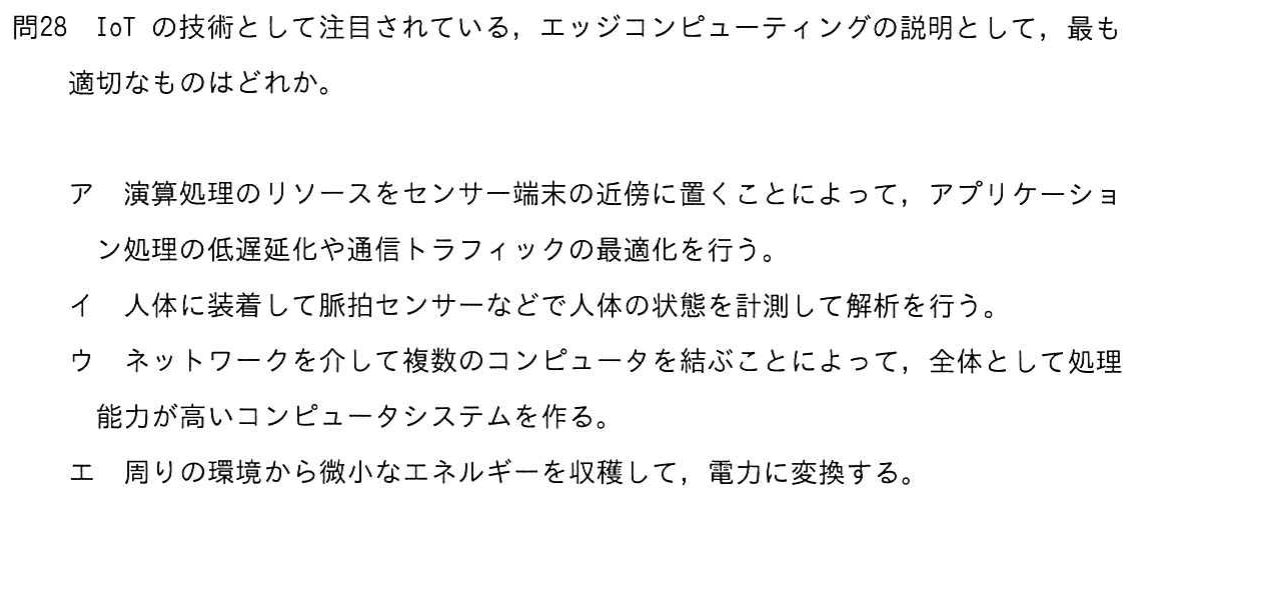 問28　IoT の技術として注目されている，エッジコンピューティングの説明として，最も
適切なものはどれか。
ア　演算処理のリソースをセンサー端末の近傍に置くことによって，アプリケーショ
ン処理の低遅延化や通信トラフィックの最適化を行う。
イ　人体に装着して脈拍センサーなどで人体の状態を計測して解析を行う。
ウ　ネットワークを介して複数のコンピュータを結ぶことによって，全体として処理
能力が高いコンピュータシステムを作る。
エ　周りの環境から微小なエネルギーを収穫して，電力に変換する。